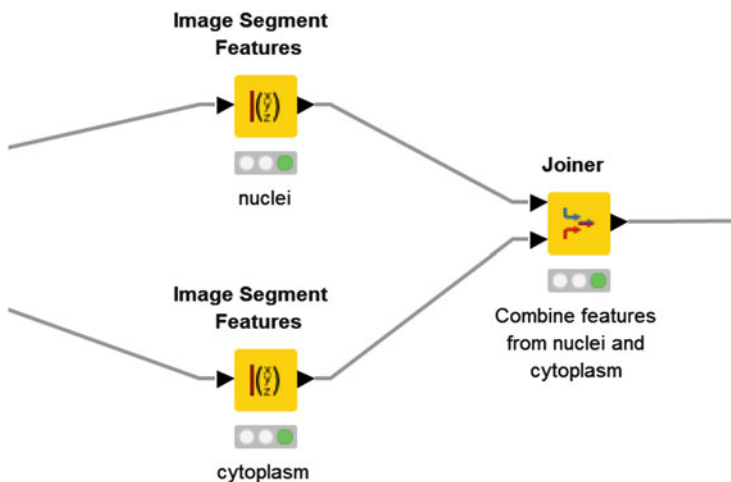 Image Segment
Features
x
y
z
nuclei
Joiner
Combine features
from nuclei and
cytoplasm
Image Segment
Features
x
y
z
cytoplasm